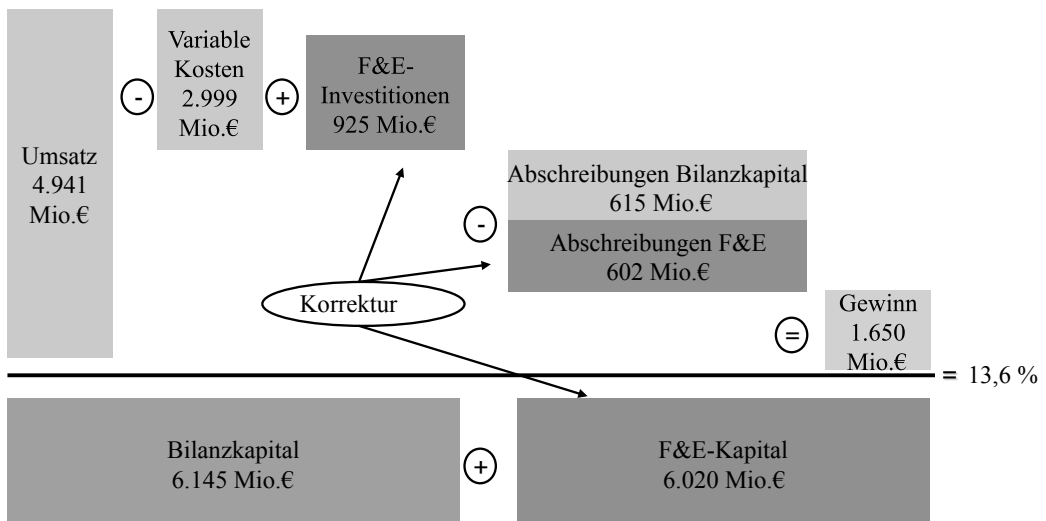 Umsatz
4.941
Mio.€
-
Variable
Kosten
2.999
Mio.€
+
F&E-
Investitionen
925 Mio.€
-
Abschreibungen Bilanzkapital
615 Mio.€
Abschreibungen F&E
602 Mio.€
Korrektur
=
Gewinn
1.650
Mio.€
= 13,6 %
Bilanzkapital
6.145 Mio.€
+
F&E-Kapital
6.020 Mio.€